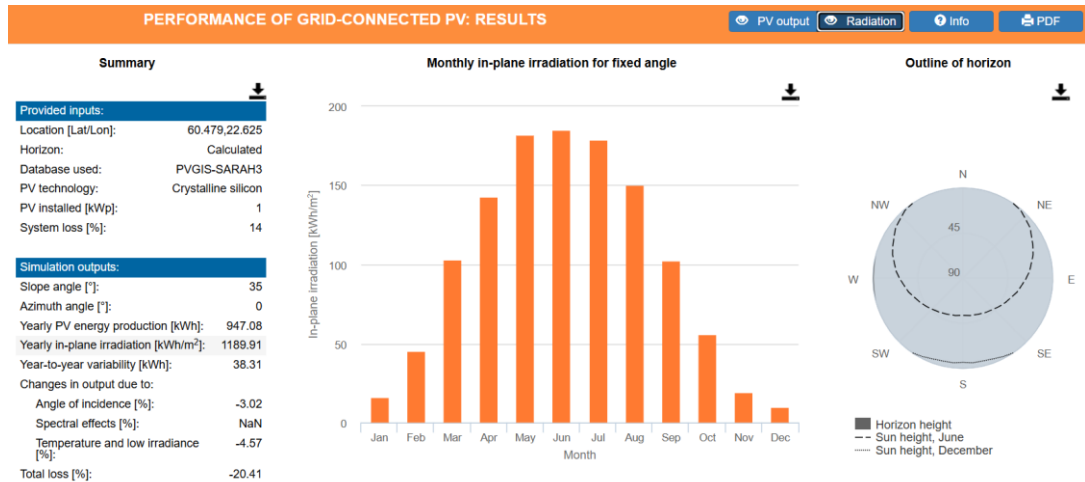 PERFORMANCE OF GRID-CONNECTED PV: RESULTS
PV output
Radiation
Info
PDF
Summary
Provided inputs:
Location [Lat/Lon]: 60.479,22.625
Horizon: Calculated
Database used: PVGIS-SARAH3
PV technology: Crystalline silicon
PV installed [kWp]: 1
System loss [%]: 14
Simulation outputs:
Slope angle [°]: 35
Azimuth angle [°]: 0
Yearly PV energy production [kWh]: 947.08
Yearly in-plane irradiation [kWh/m²]: 1189.91
Year-to-year variability [kWh]: 38.31
Changes in output due to:
Angle of incidence [%]: -3.02
Spectral effects [%]: NaN
Temperature and low irradiance -4.57
[%]:
Total loss [%]: -20.41
Monthly in-plane irradiation for fixed angle
In-plane irradiation [kWh/m²]
200
150
100
50
0
Jan Feb Mar Apr May Jun Jul Aug Sep Oct Nov Dec
Month
Outline of horizon
N
NW NE
45
W 90 E
SW SE
S
Horizon height
Sun height, June
Sun height, December